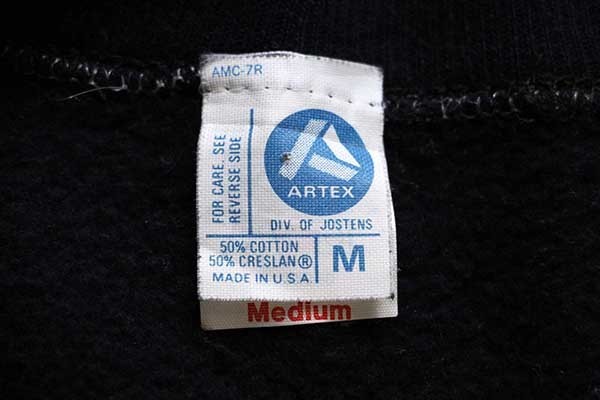 AMC-7R
FOR CARE, SEE
REVERSE SIDE
ARTEX
DIV. OF JOSTENS
50% COTTON
50% CRESLAN®
MADE IN U.S.A.
M
Medium